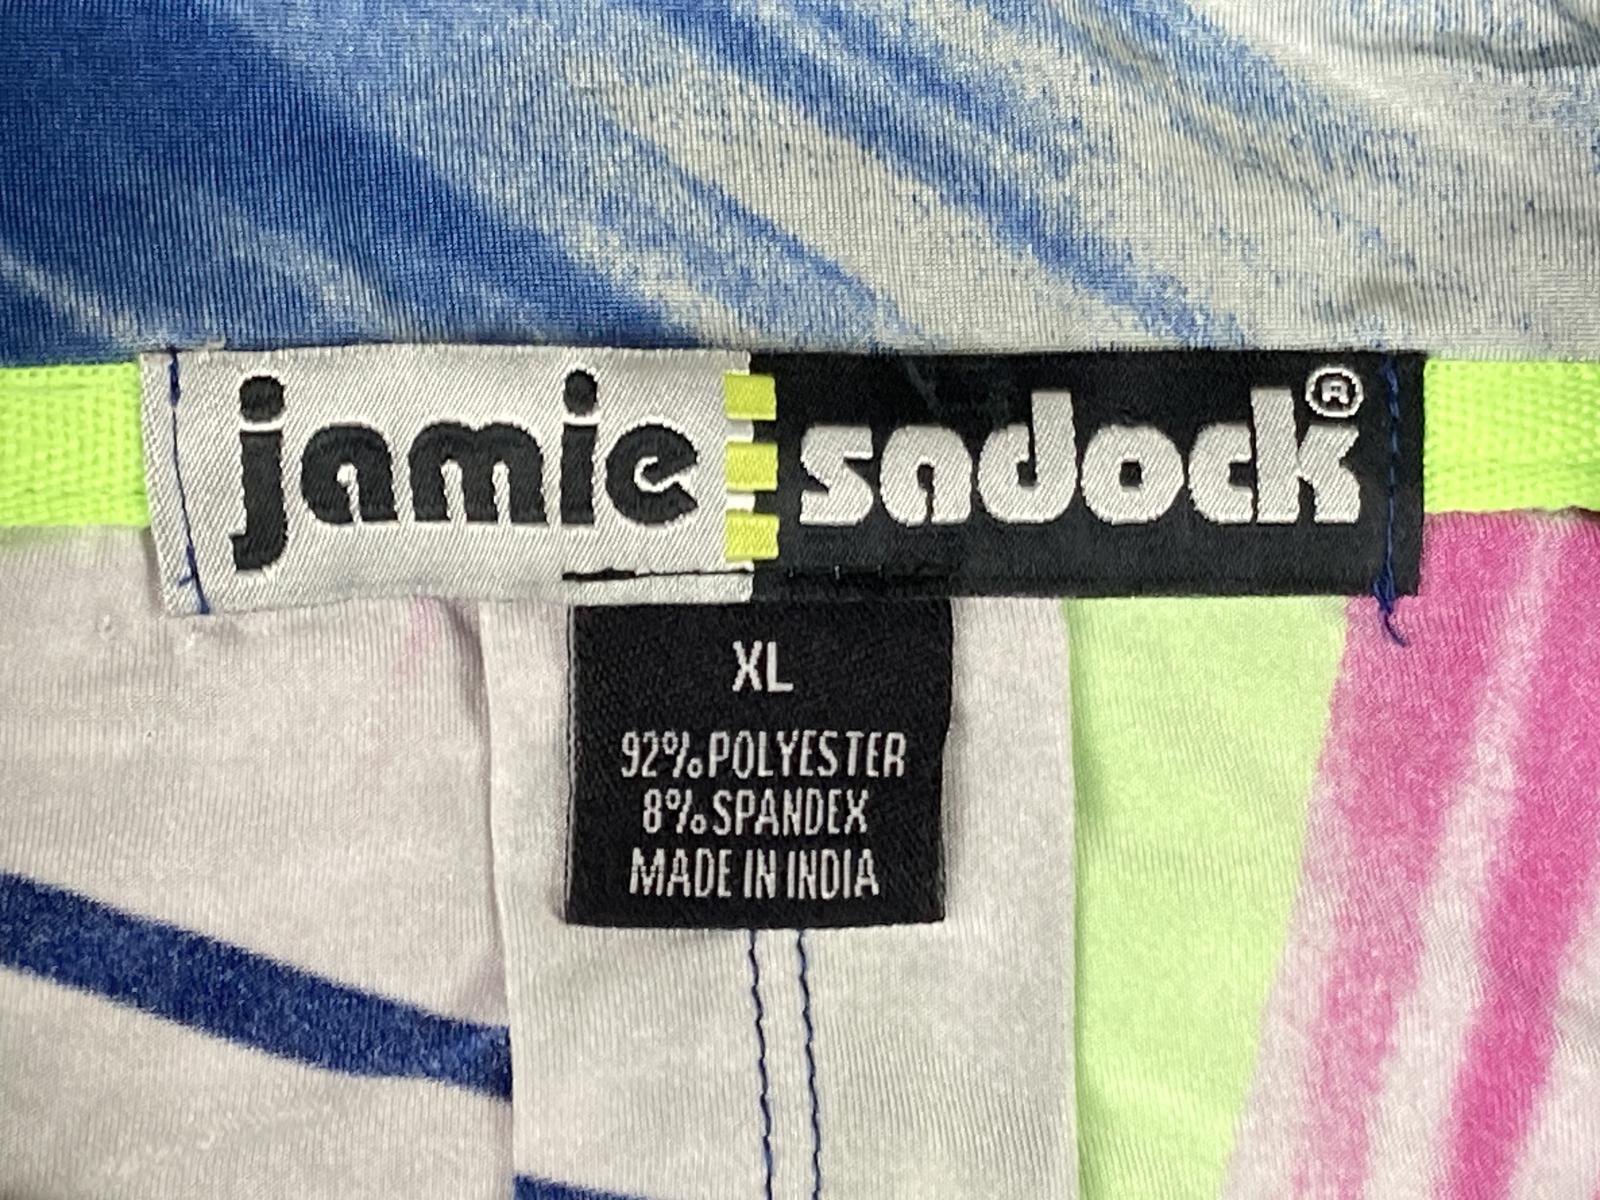 jamie sadock®
XL
92% POLYESTER
8% SPANDEX
MADE IN INDIA